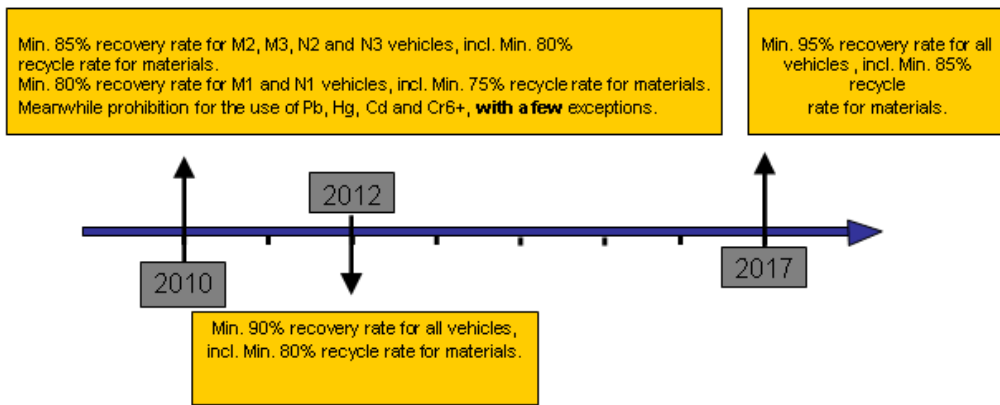 Min. 85% recovery rate for M2, M3, N2 and N3 vehicles, incl. Min. 80%
recycle rate for materials.
Min. 80% recovery rate for M1 and N1 vehicles, incl. Min. 75% recycle rate for materials.
Meanwhile prohibition for the use of Pb, Hg, Cd and Cr6+, with a few exceptions.
Min. 95% recovery rate for all
vehicles , incl. Min. 85%
recycle
rate for materials.
2012
2010
2017
Min. 90% recovery rate for all vehicles,
incl. Min. 80% recycle rate for materials.